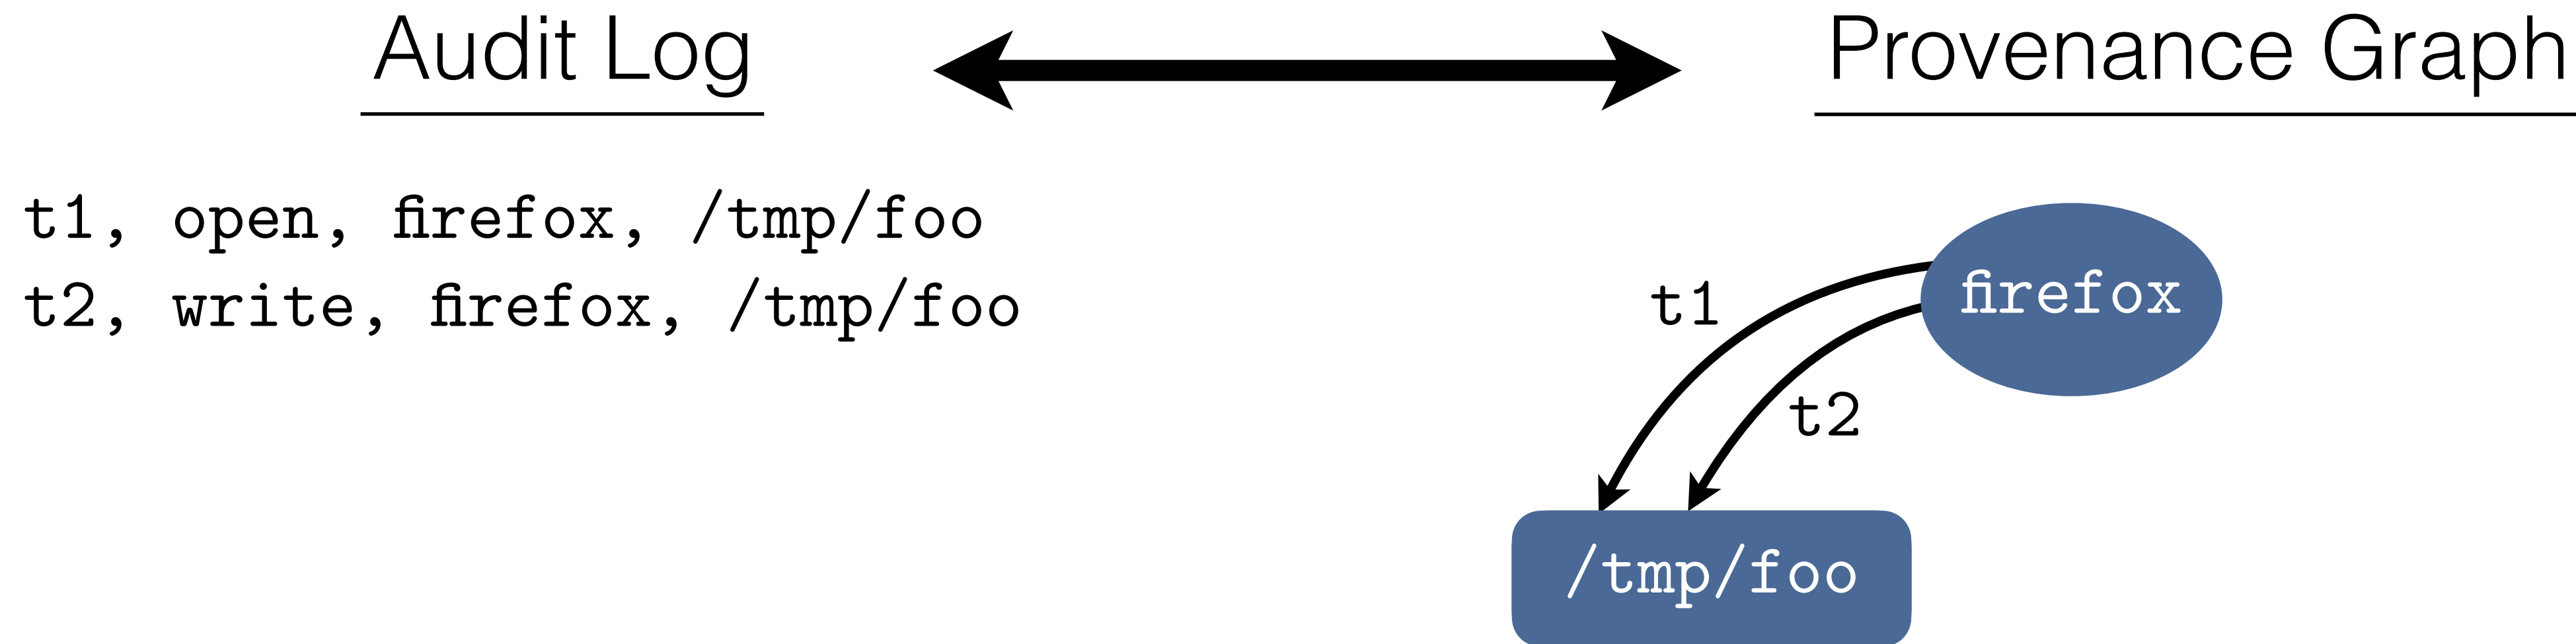 Audit Log
Provenance Graph
t1, open, firefox, /tmp/foo
t2, write, firefox, /tmp/foo
firefox
t1
t2
/tmp/foo